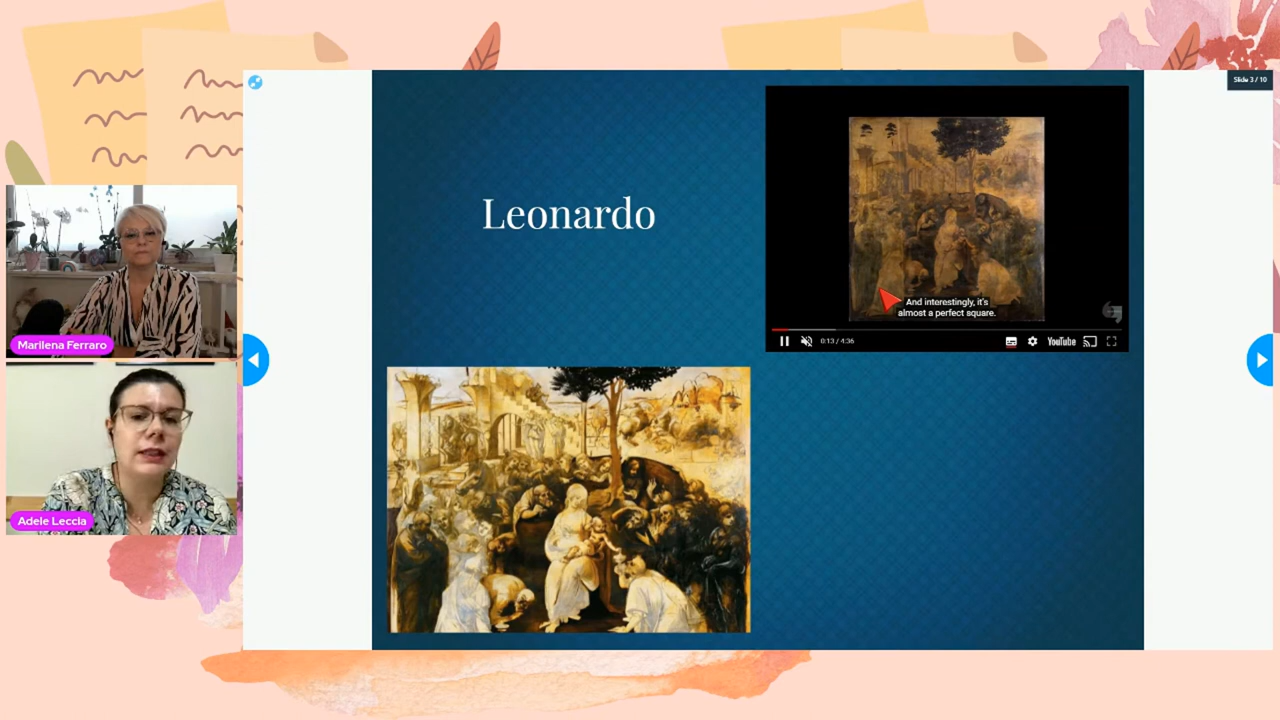 Slide 3 / 10
Leonardo
And interestingly, it's
almost a perfect square.
0:13 / 4:36
YouTube
Marilena Ferraro
Adele Leccia